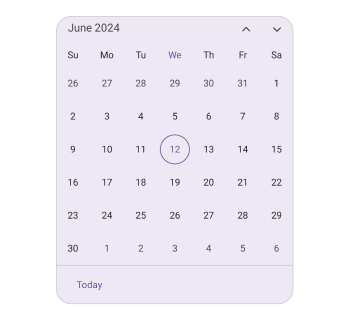 June 2024
Su Mo Tu We Th Fr Sa
26 27 28 29 30 31 1
2 3 4 5 6 7 8
9 10 11 12 13 14 15
16 17 18 19 20 21 22
23 24 25 26 27 28 29
30 1 2 3 4 5 6
Today